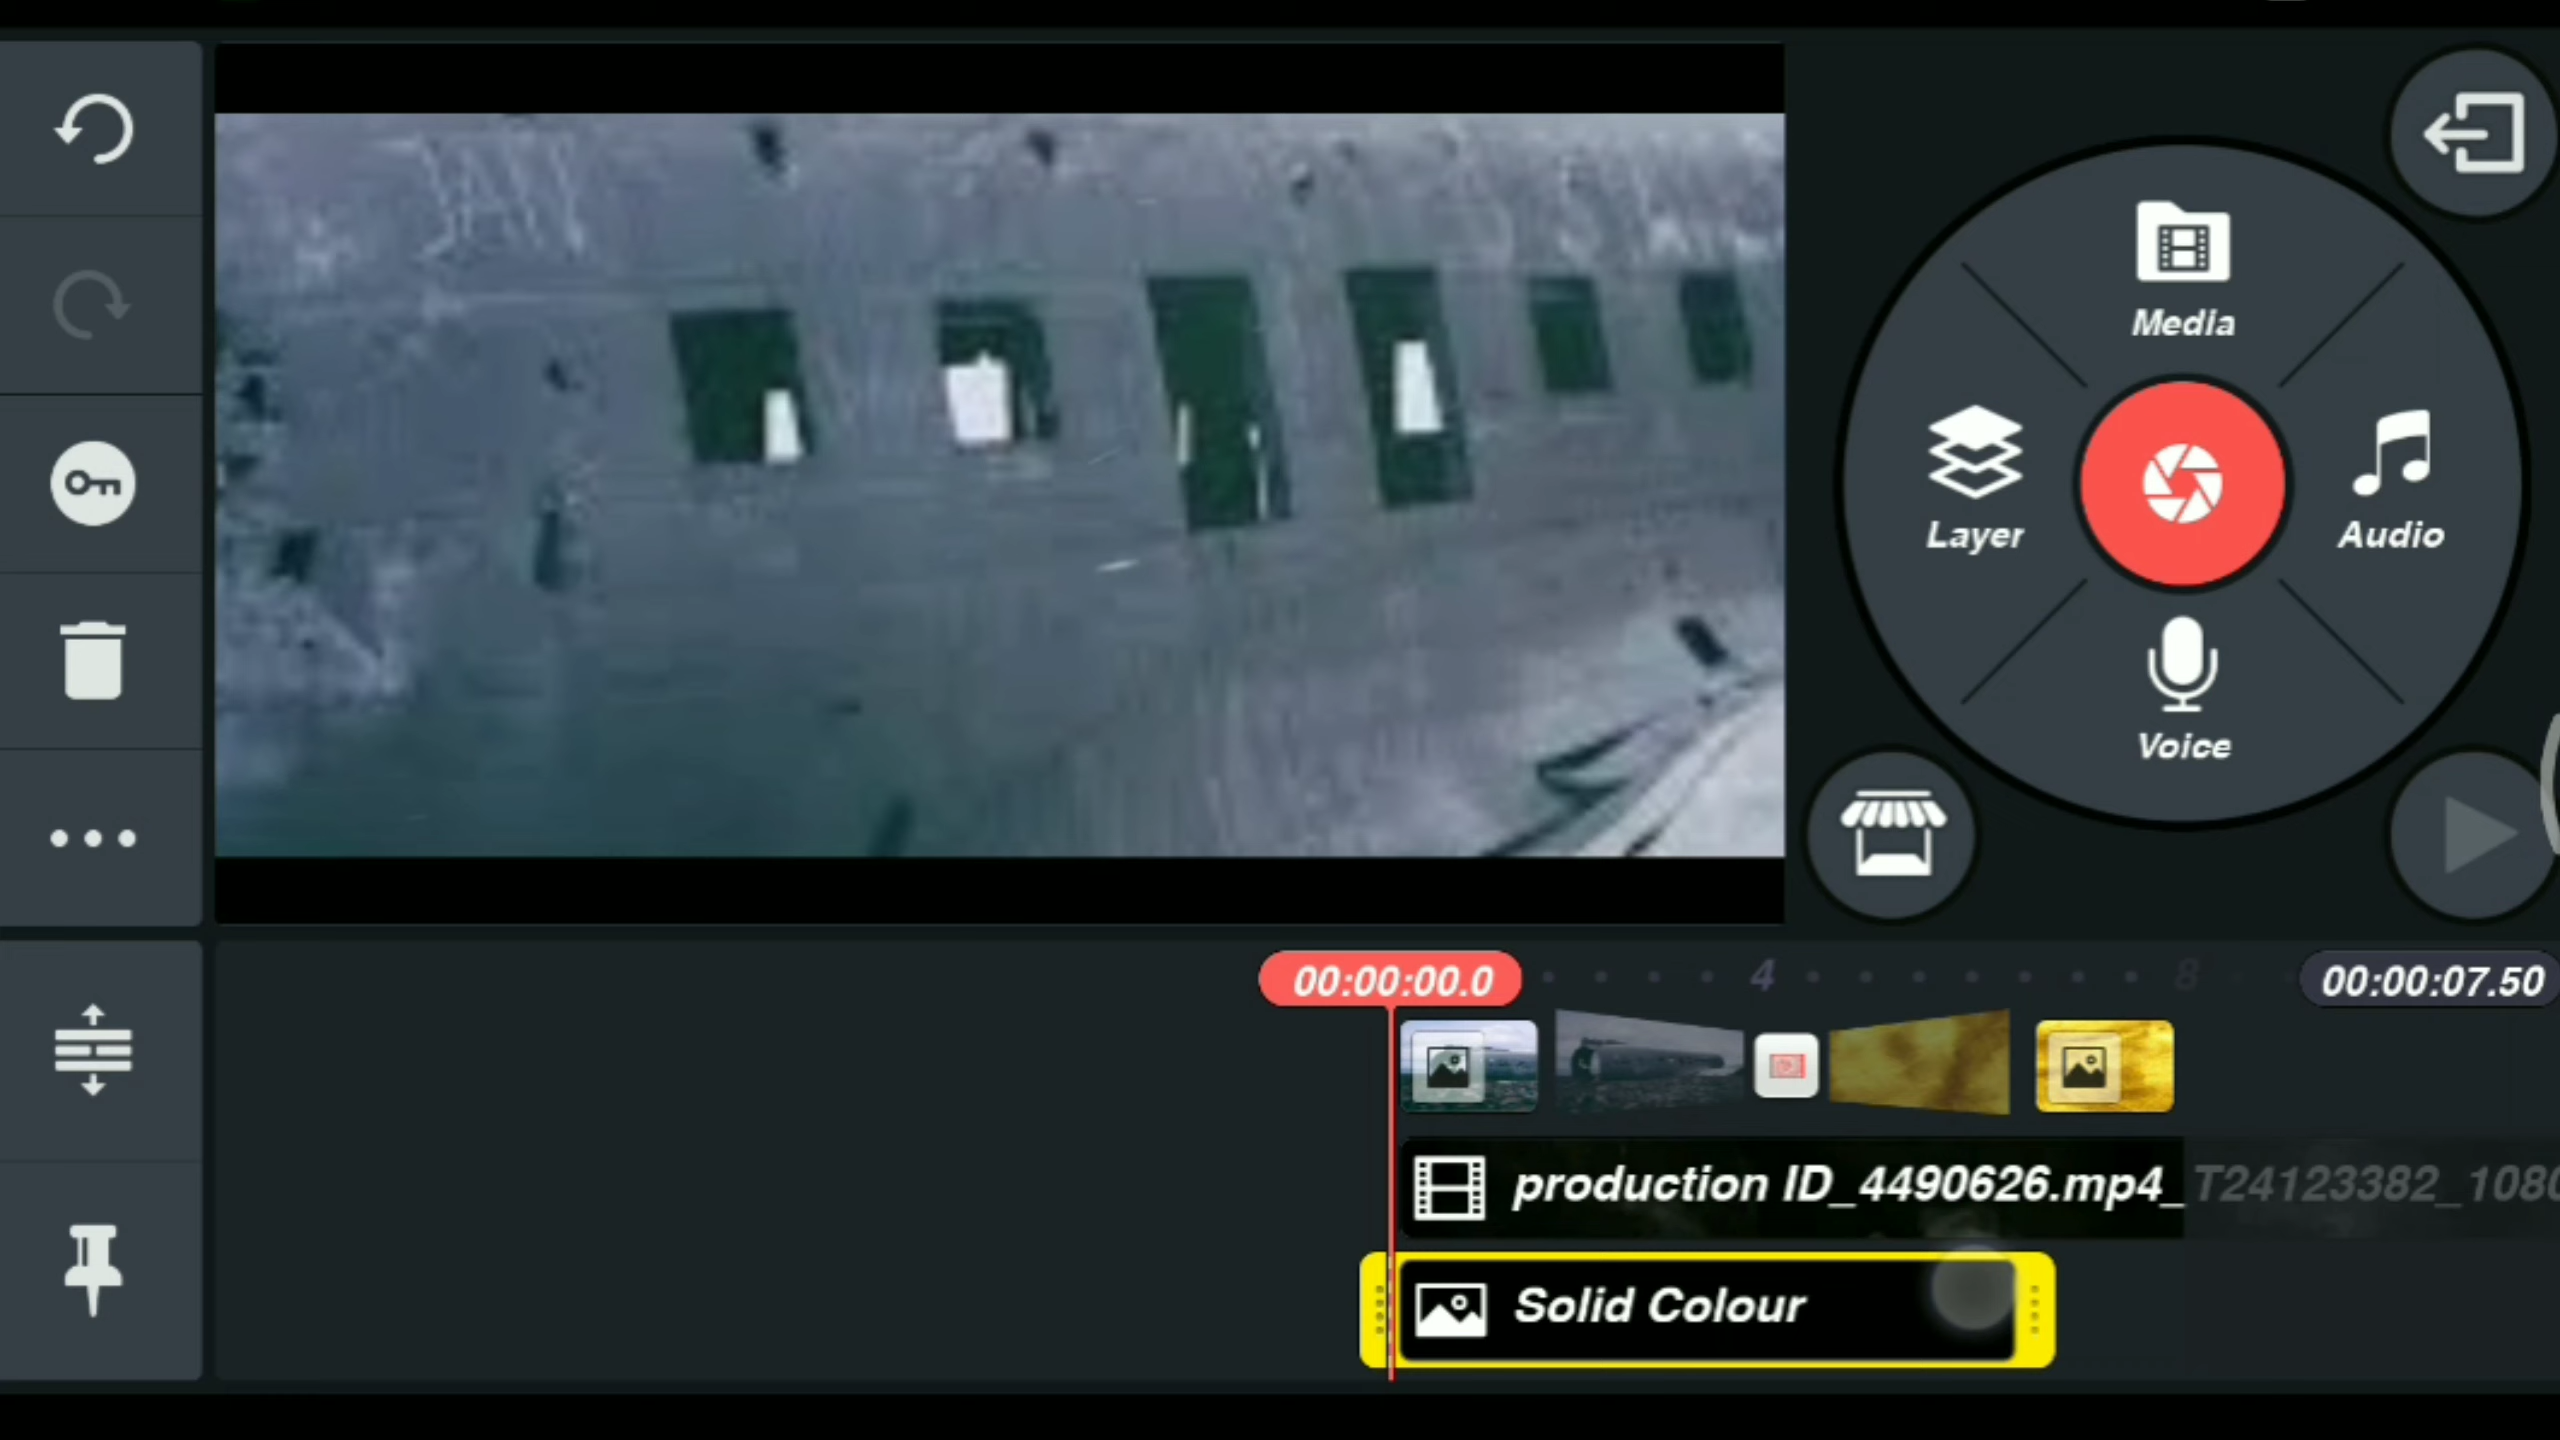 Media
Layer
Audio
Voice
00:00:00.0
4
8
00:00:07.50
production ID_4490626.mp4_T24123382_1080
Solid Colour